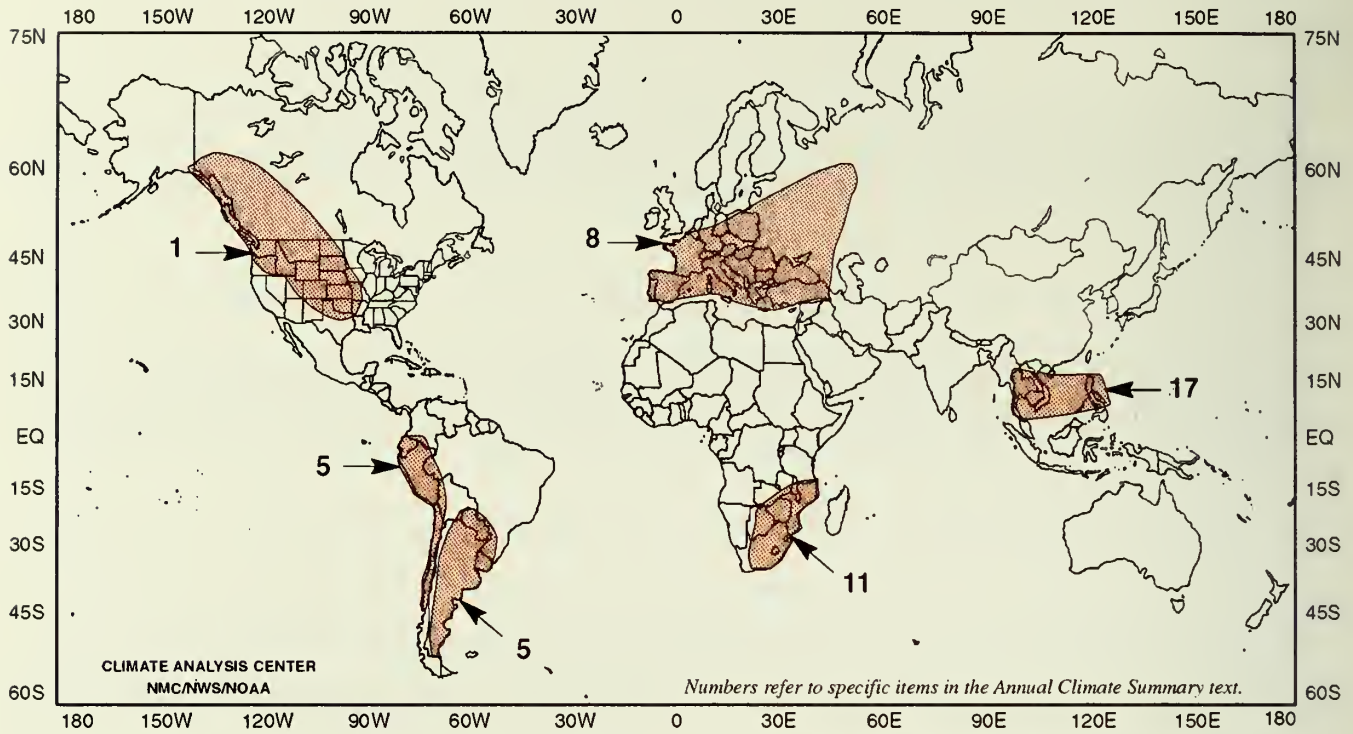 180 150W 120W 90W 60W 30W 0 30E 60E 90E 120E 150E 180
75N 75N
60N 60N
8
1
45N 45N
30N 30N
15N 17 15N
EQ EQ
5
15S 15S
30S 30S
11
45S 45S
5
CLIMATE ANALYSIS CENTER
NMC/NWS/NOAA
Numbers refer to specific items in the Annual Climate Summary text.
60S 60S
180 150W 120W 90W 60W 30W 0 30E 60E 90E 120E 150E 180